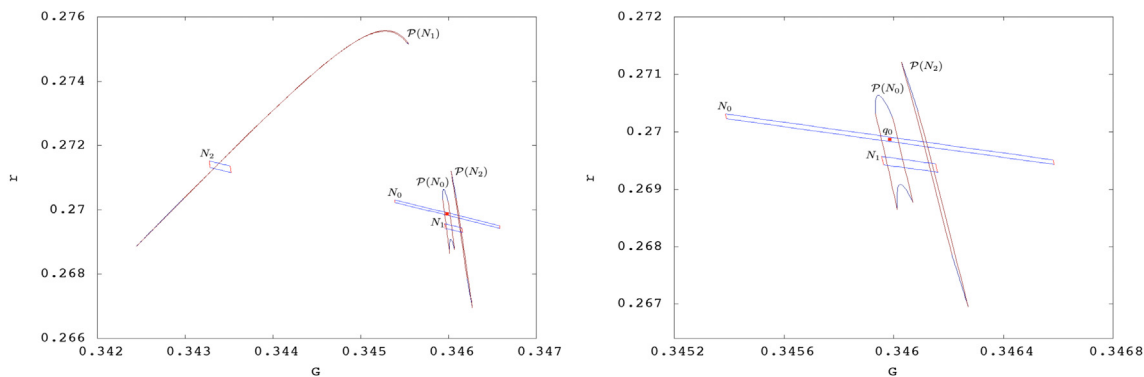 0.276
0.274
0.272
0.27
0.268
0.266
r
0.342
0.343
0.344
0.345
0.346
0.347
G
P(N₁)
N₂
P(N₂)
P(N₀)
N₀
N₁
0.272
0.271
0.27
0.269
0.268
0.267
r
0.3452
0.3456
0.346
0.3464
0.3468
G
P(N₂)
P(N₀)
N₀
q₀
N₁